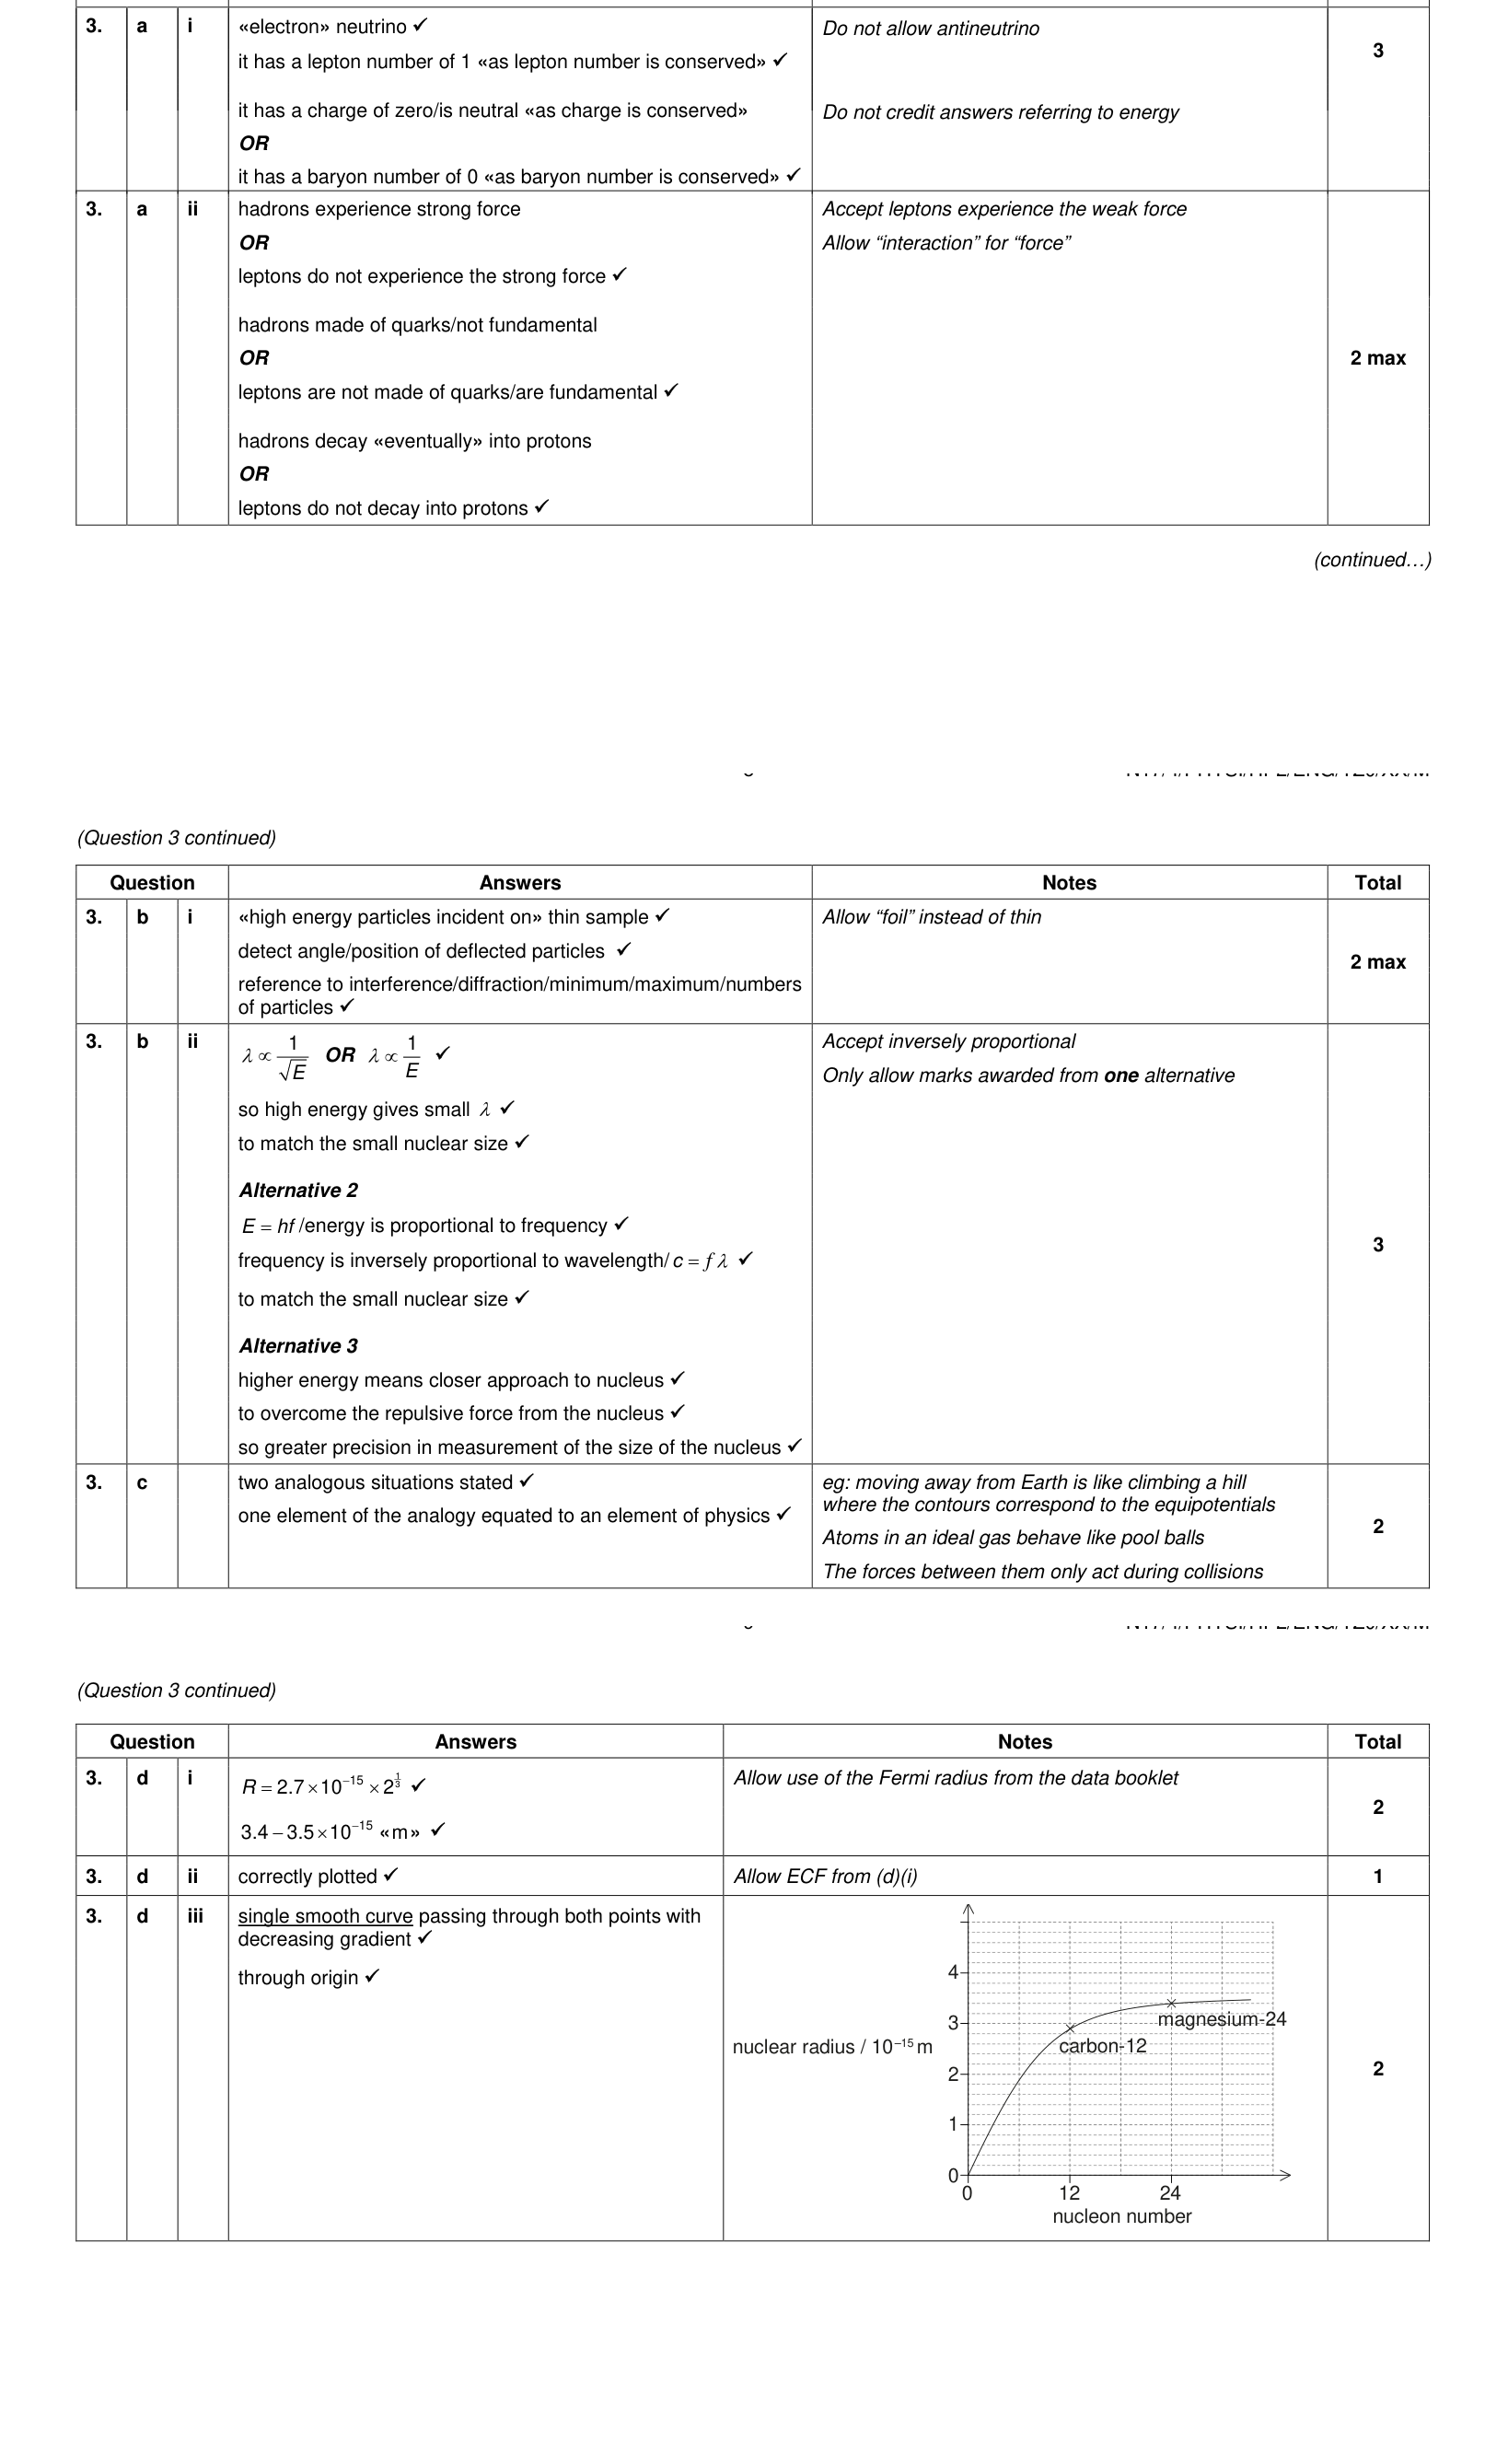 3. a i «electron» neutrino ✓ Do not allow antineutrino 3
it has a lepton number of 1 «as lepton number is conserved» ✓
it has a charge of zero/is neutral «as charge is conserved» Do not credit answers referring to energy
OR
it has a baryon number of 0 «as baryon number is conserved» ✓
3. a ii hadrons experience strong force Accept leptons experience the weak force
OR Allow “interaction” for “force”
leptons do not experience the strong force ✓
hadrons made of quarks/not fundamental
OR 2 max
leptons are not made of quarks/are fundamental ✓
hadrons decay «eventually» into protons
OR
leptons do not decay into protons ✓
(continued…)
(Question 3 continued)
Question Answers Notes Total
3. b i «high energy particles incident on» thin sample ✓ Allow “foil” instead of thin
detect angle/position of deflected particles ✓ 2 max
reference to interference/diffraction/minimum/maximum/numbers
of particles ✓
3. b ii λ ∝ 1/√E OR λ ∝ 1/E ✓ Accept inversely proportional
Only allow marks awarded from one alternative
so high energy gives small λ ✓
to match the small nuclear size ✓
Alternative 2
E = hf /energy is proportional to frequency ✓
frequency is inversely proportional to wavelength/ c = f λ ✓ 3
to match the small nuclear size ✓
Alternative 3
higher energy means closer approach to nucleus ✓
to overcome the repulsive force from the nucleus ✓
so greater precision in measurement of the size of the nucleus ✓
3. c two analogous situations stated ✓ eg: moving away from Earth is like climbing a hill
where the contours correspond to the equipotentials
one element of the analogy equated to an element of physics ✓ 2
Atoms in an ideal gas behave like pool balls
The forces between them only act during collisions
(Question 3 continued)
Question Answers Notes Total
3. d i R = 2.7 × 10⁻¹⁵ × 2^(1/3) ✓ Allow use of the Fermi radius from the data booklet 2
3.4 – 3.5 × 10⁻¹⁵ «m» ✓
3. d ii correctly plotted ✓ Allow ECF from (d)(i) 1
3. d iii single smooth curve passing through both points with
decreasing gradient ✓
through origin ✓
4
3
magnesium-24
nuclear radius / 10⁻¹⁵ m carbon-12
2
2
1
0
0 12 24
nucleon number